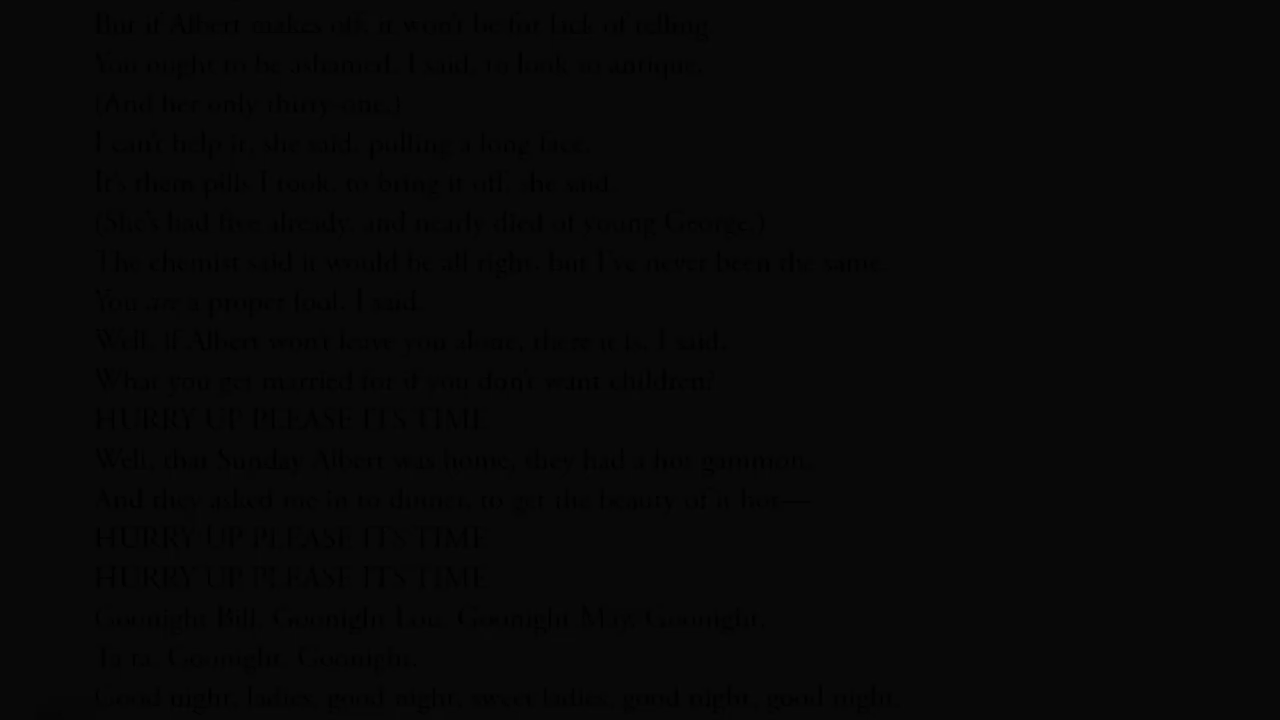 But if Albert makes off, it won't be for lack of telling.
You ought to be ashamed, I said, to look so antique.
(And her only thirty-one.)
I can't help it, she said, pulling a long face,
It's them pills I took, to bring it off, she said.
(She's had five already, and nearly died of young George.)
The chemist said it would be all right, but I've never been the same.
You are a proper fool, I said.
Well, if Albert won't leave you alone, there it is, I said,
What you get married for if you don't want children?
HURRY UP PLEASE ITS TIME
Well, that Sunday Albert was home, they had a hot gammon,
And they asked me in to dinner, to get the beauty of it hot—
HURRY UP PLEASE ITS TIME
HURRY UP PLEASE ITS TIME
Goonight Bill. Goonight Lou. Goonight May. Goonight.
Ta ta. Goonight. Goonight.
Good night, ladies, good night, sweet ladies, good night, good night.